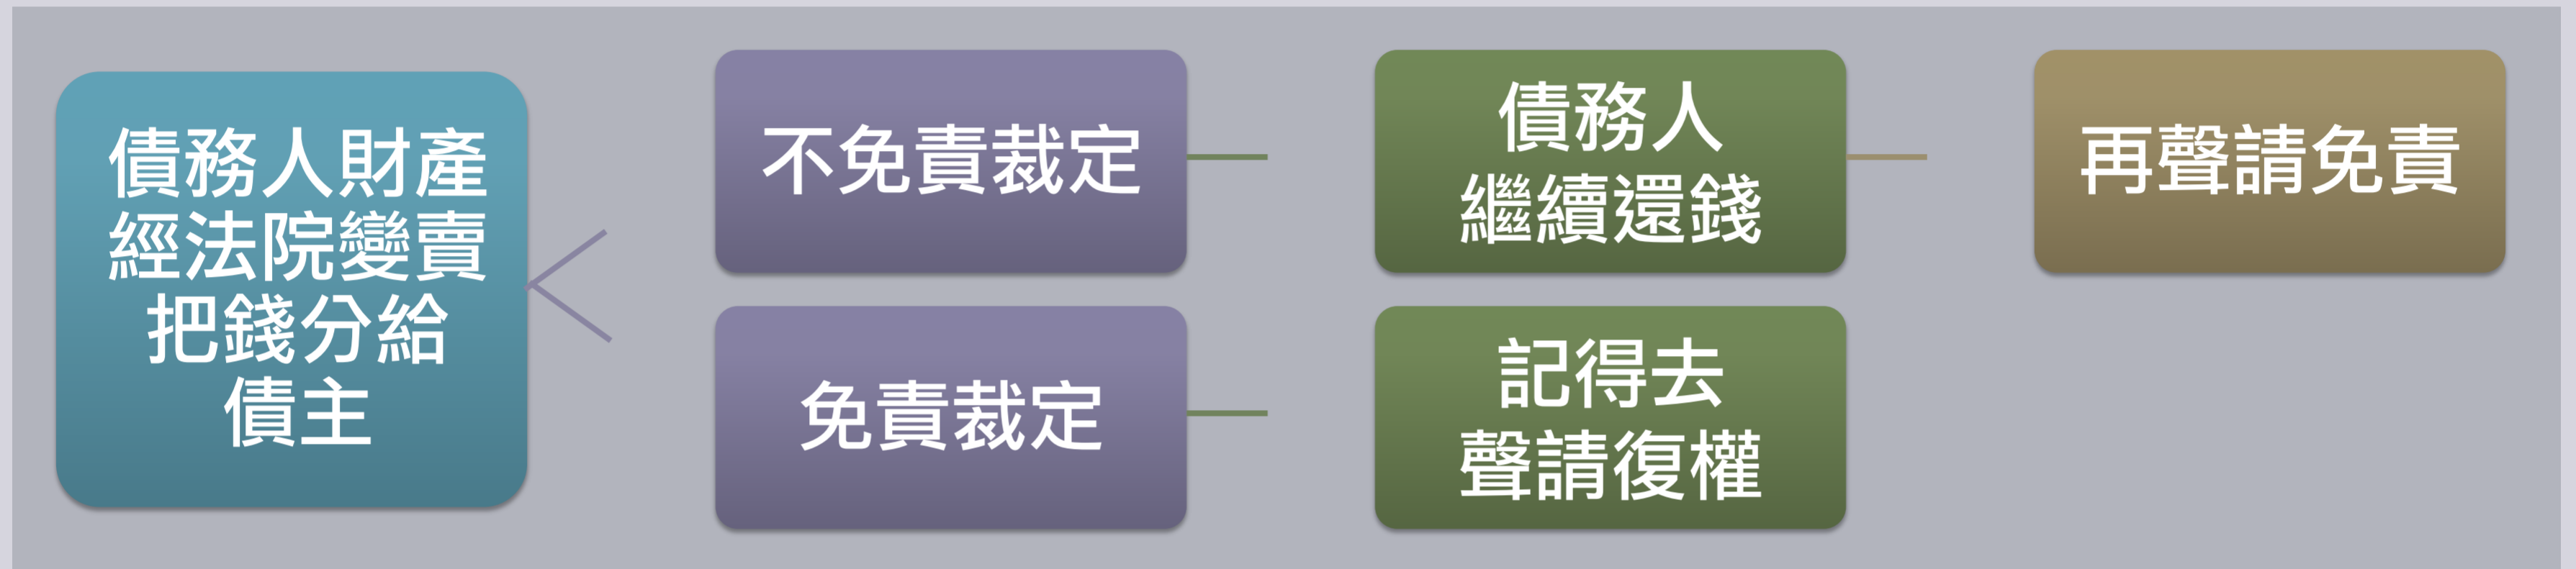 債務人財產
經法院變賣
把錢分給
債主
不免責裁定
債務人
繼續還錢
再聲請免責
免責裁定
記得去
聲請復權